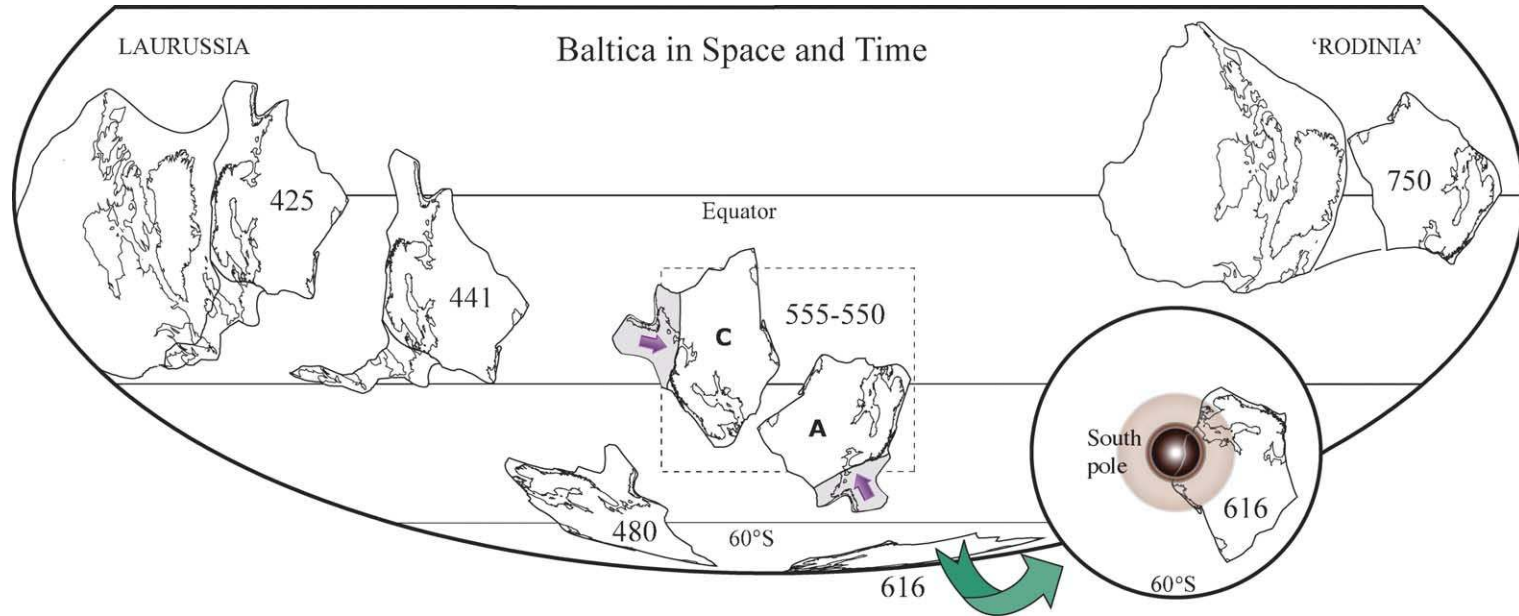 Baltica in Space and Time
LAURUSSIA
'RODINIA'
425
750
Equator
441
555-550
C
A
South
pole
616
480
60°S
616
60°S